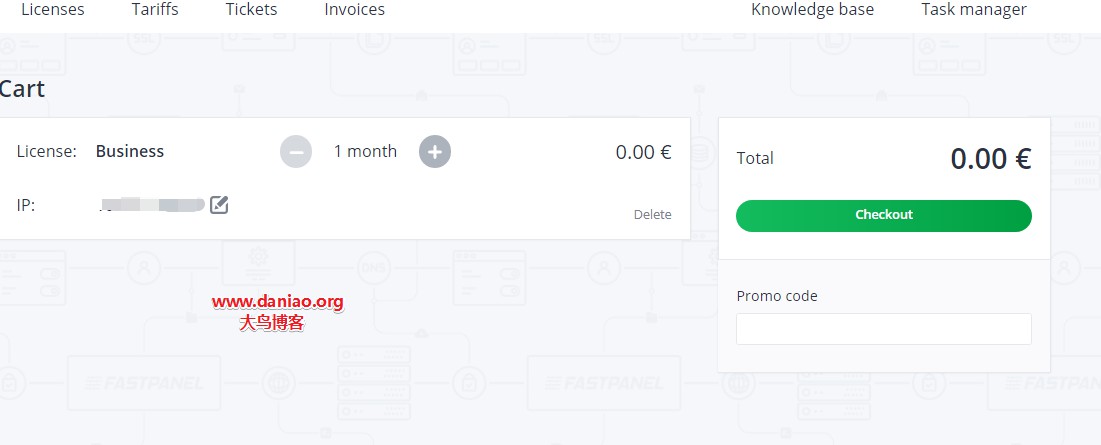 Licenses Tariffs Tickets Invoices Knowledge base Task manager
Cart
License: Business 1 month 0.00 €
IP:
Delete
Total 0.00 €
Checkout
Promo code
www.daniao.org
大鸟博客
FASTPANEL FASTPANEL FASTPANEL